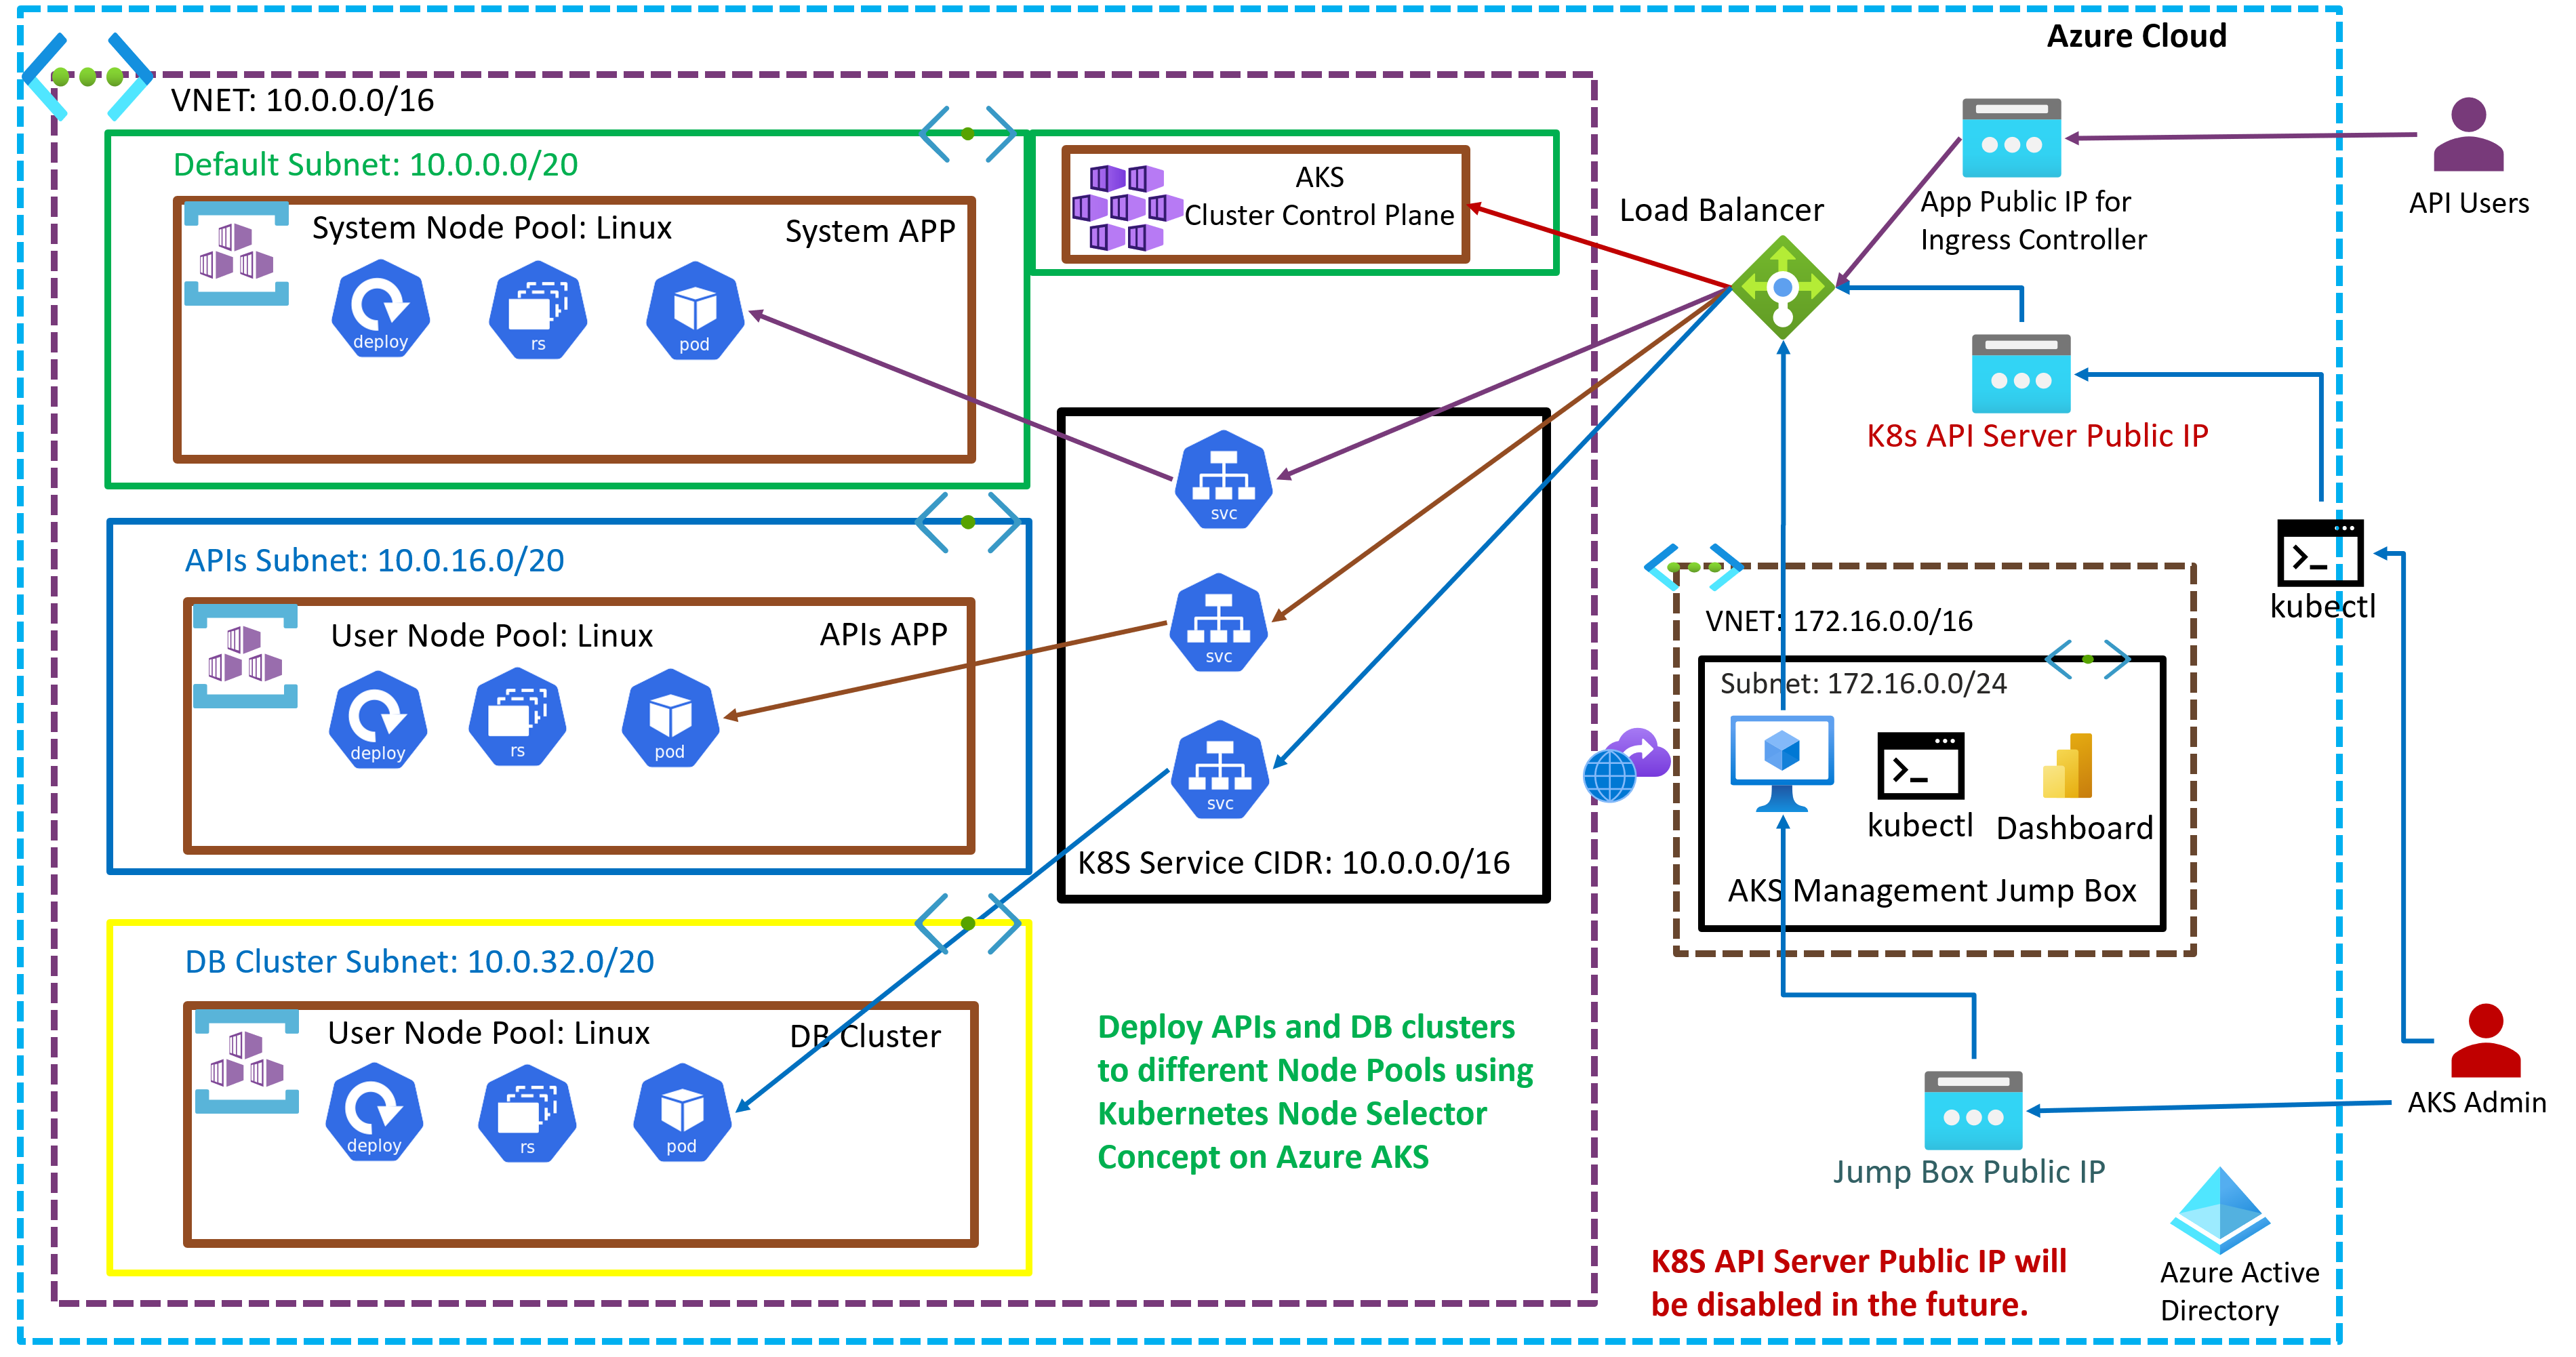 Azure Cloud
VNET: 10.0.0.0/16
Default Subnet: 10.0.0.0/20
System Node Pool: Linux
System APP
deploy
rs
pod
AKS
Cluster Control Plane
Load Balancer
App Public IP for
Ingress Controller
API Users
K8s API Server Public IP
kubectl
APIs Subnet: 10.0.16.0/20
User Node Pool: Linux
APIs APP
deploy
rs
pod
svc
svc
svc
K8S Service CIDR: 10.0.0.0/16
VNET: 172.16.0.0/16
Subnet: 172.16.0.0/24
kubectl
Dashboard
AKS Management Jump Box
DB Cluster Subnet: 10.0.32.0/20
User Node Pool: Linux
DB Cluster
deploy
rs
pod
Deploy APIs and DB clusters
to different Node Pools using
Kubernetes Node Selector
Concept on Azure AKS
AKS Admin
Jump Box Public IP
K8S API Server Public IP will
be disabled in the future.
Azure Active
Directory